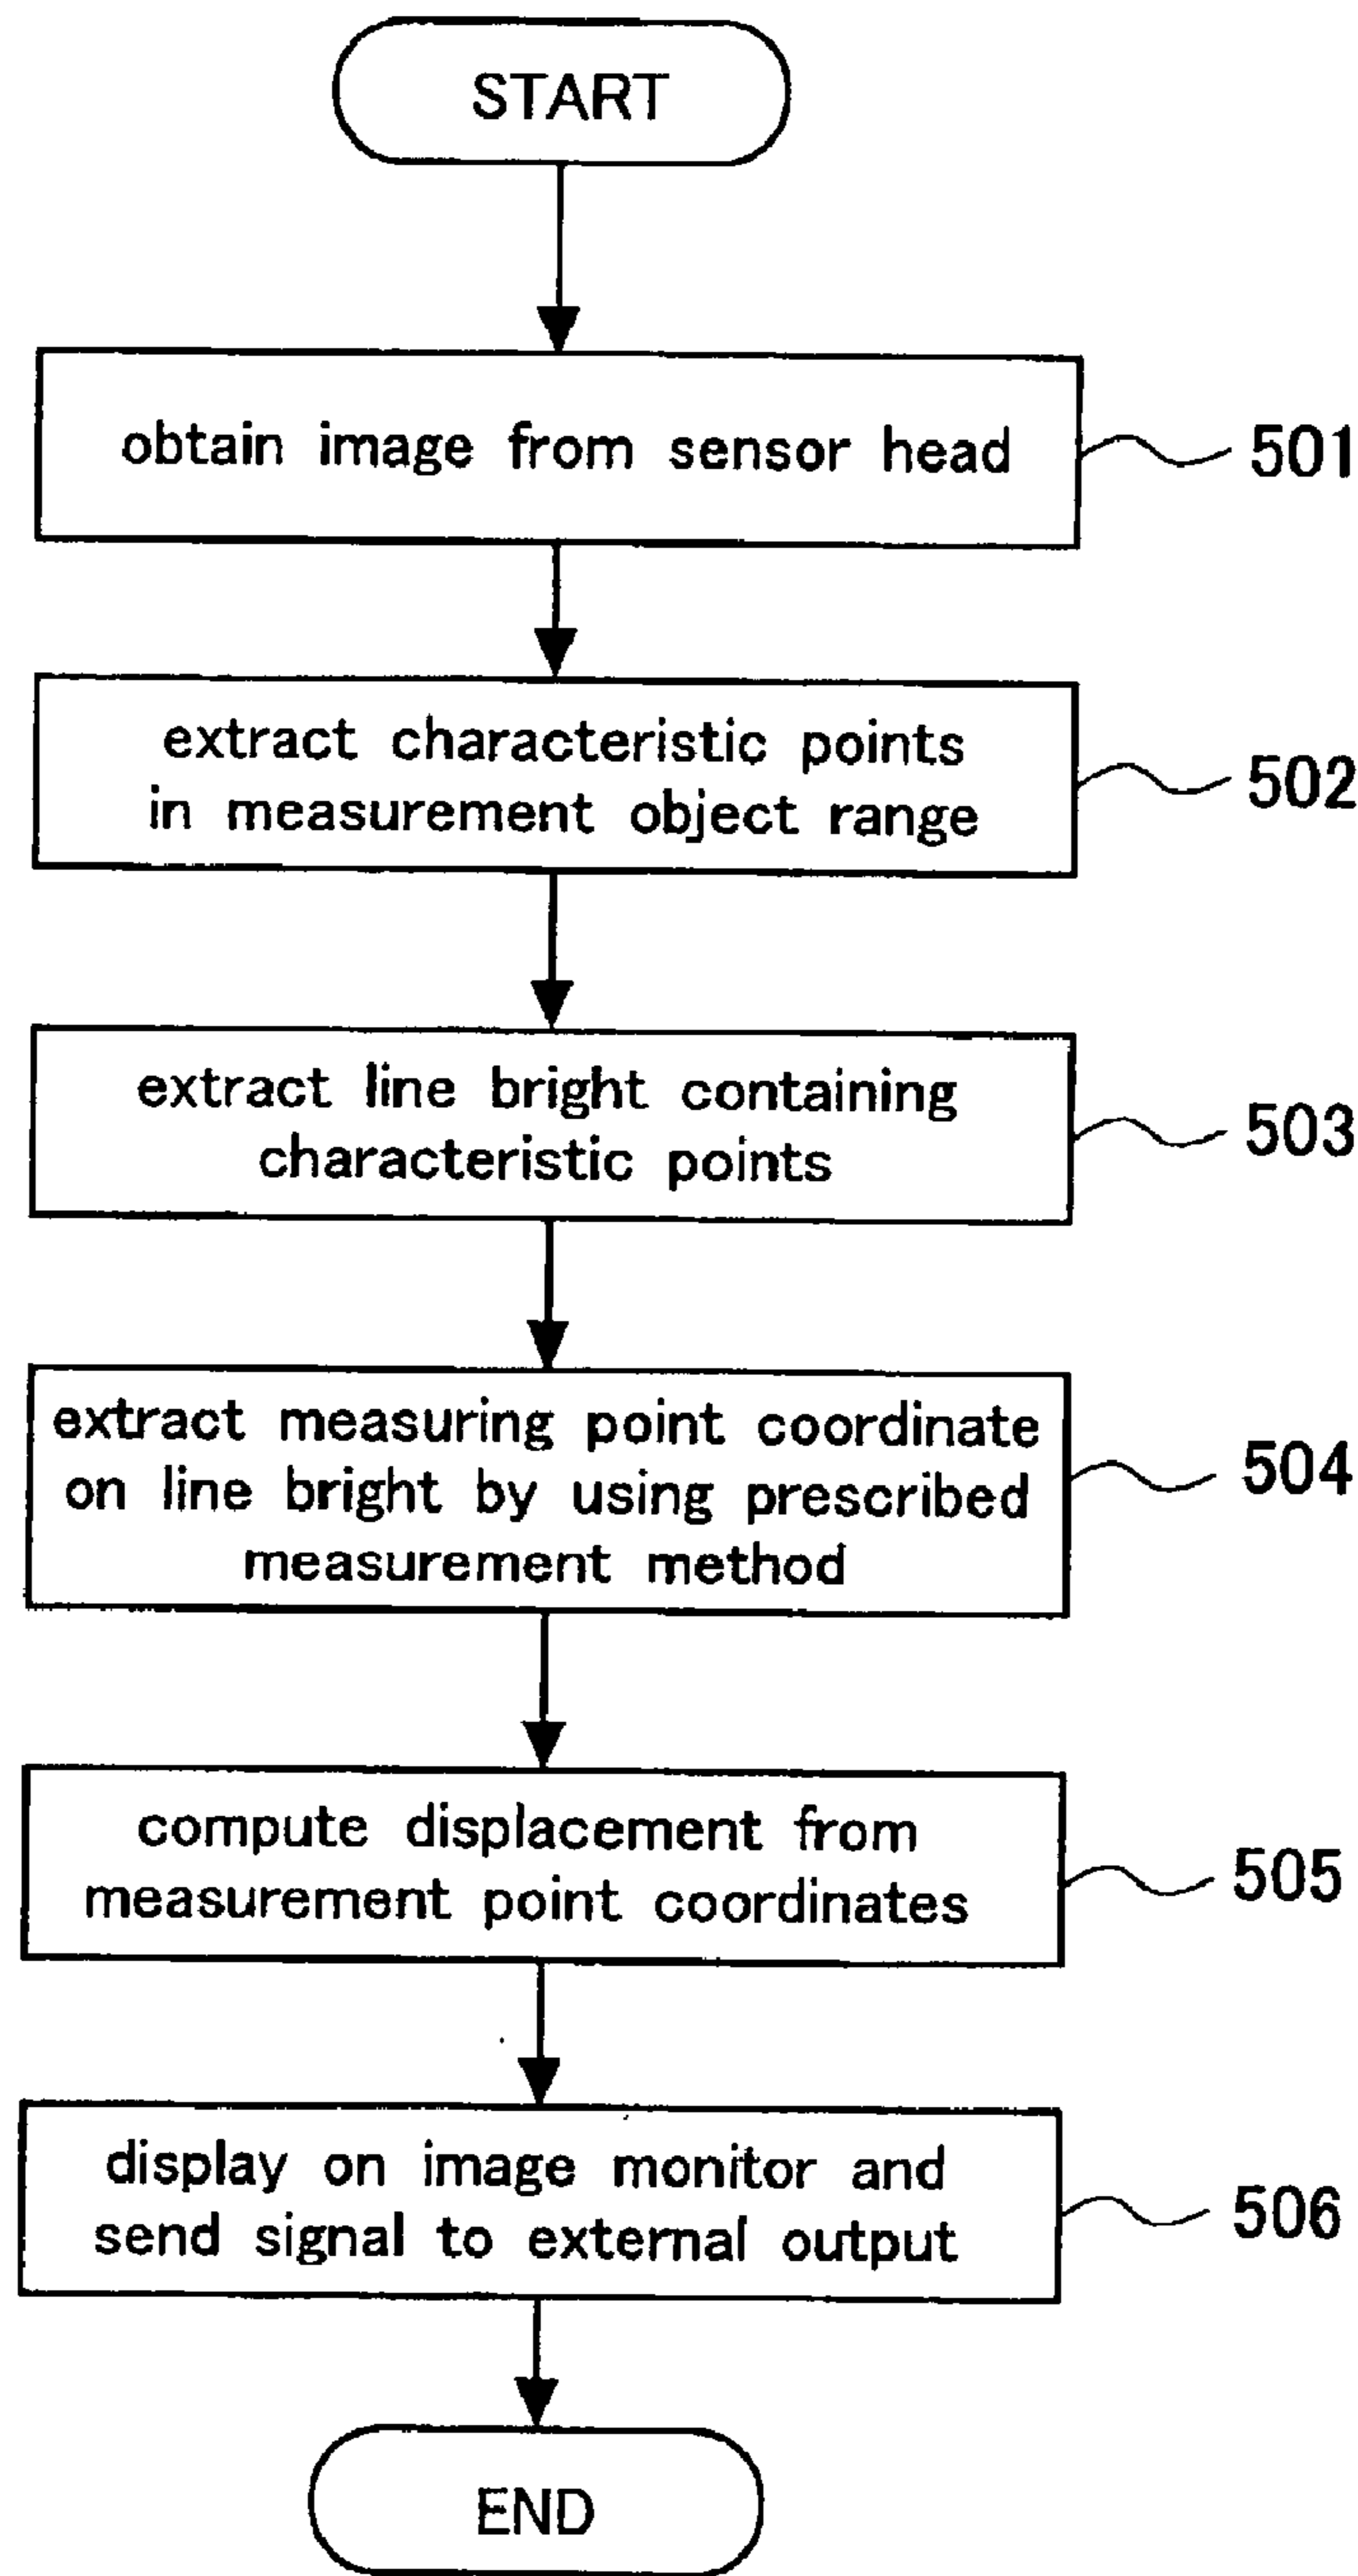 START
obtain image from sensor head
501
extract characteristic points
in measurement object range
502
extract line bright containing
characteristic points
503
extract measuring point coordinate
on line bright by using prescribed
measurement method
504
compute displacement from
measurement point coordinates
505
display on image monitor and
send signal to external output
506
END